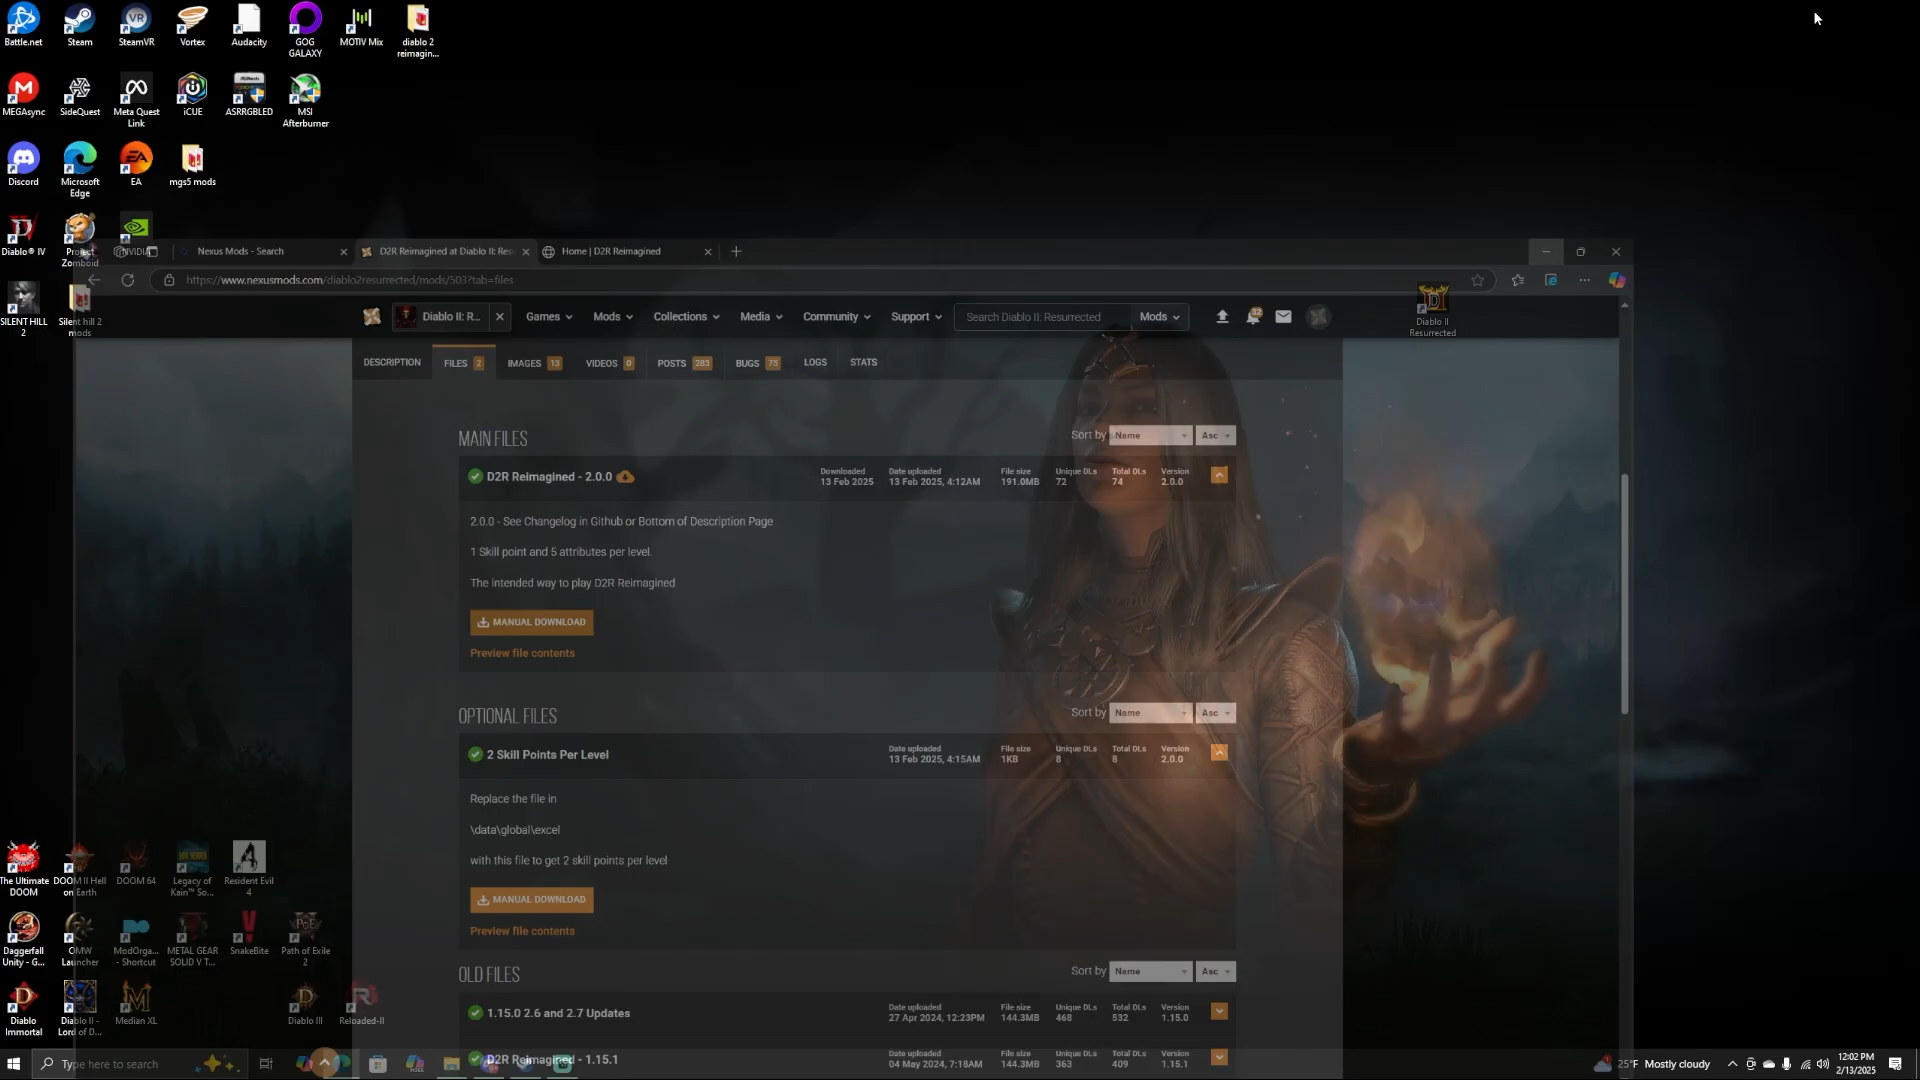 Battle.net
Steam
SteamVR
Vortex
Audacity
GOG
GALAXY
MOTIV Mix
diablo 2
reimagin...
MEGAsync
SideQuest
Meta Quest
Link
iCUE
ASRRGBLED
MSI
Afterburner
Discord
Microsoft
Edge
EA
mgs5 mods
Diablo® IV
Project
Zomboid
NVIDIA
SILENT HILL
2
Silent hill 2
mods
Nexus Mods - Search
D2R Reimagined at Diablo II: Res
Home | D2R Reimagined
https://www.nexusmods.com/diablo2resurrected/mods/503?tab=files
Diablo II: R...
Games
Mods
Collections
Media
Community
Support
Search Diablo II: Resurrected
Mods
32
Diablo II
Resurrected
DESCRIPTION
FILES 2
IMAGES 13
VIDEOS 0
POSTS 283
BUGS 75
LOGS
STATS
MAIN FILES
Sort by Name Asc
D2R Reimagined - 2.0.0
Downloaded
13 Feb 2025
Date uploaded
13 Feb 2025, 4:12AM
File size
191.0MB
Unique DLs
72
Total DLs
74
Version
2.0.0
2.0.0 - See Changelog in Github or Bottom of Description Page
1 Skill point and 5 attributes per level.
The intended way to play D2R Reimagined
MANUAL DOWNLOAD
Preview file contents
OPTIONAL FILES
Sort by Name Asc
2 Skill Points Per Level
Date uploaded
13 Feb 2025, 4:15AM
File size
1KB
Unique DLs
8
Total DLs
8
Version
2.0.0
Replace the file in
\data\global\excel
with this file to get 2 skill points per level
MANUAL DOWNLOAD
Preview file contents
OLD FILES
Sort by Name Asc
1.15.0 2.6 and 2.7 Updates
Date uploaded
27 Apr 2024, 12:23PM
File size
144.3MB
Unique DLs
468
Total DLs
532
Version
1.15.0
D2R Reimagined - 1.15.1
Date uploaded
04 May 2024, 7:18AM
File size
144.3MB
Unique DLs
363
Total DLs
409
Version
1.15.1
The Ultimate
DOOM
DOOM II Hell
on Earth
DOOM 64
Legacy of
Kain™ So...
Resident Evil
4
Daggerfall
Unity - G...
OMW
Launcher
ModOrga...
- Shortcut
METAL GEAR
SOLID V T...
SnakeBite
Path of Exile
2
Diablo
Immortal
Diablo II -
Lord of D...
Median XL
Diablo III
Reloaded-II
Type here to search
25°F Mostly cloudy
12:02 PM
2/13/2025